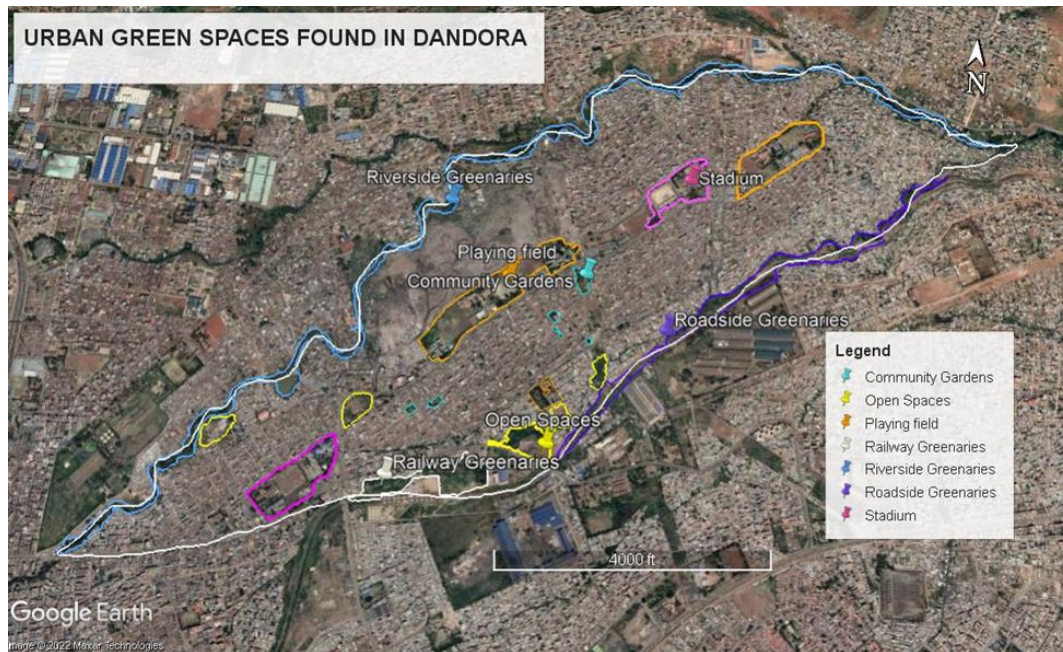 URBAN GREEN SPACES FOUND IN DANDORA
N
Riverside Greenaries
Stadium
Playing field
Community Gardens
Roadside Greenaries
Open Spaces
Railway Greenaries
Legend
Community Gardens
Open Spaces
Playing field
Railway Greenaries
Riverside Greenaries
Roadside Greenaries
Stadium
4000 ft
Google Earth
Image © 2022 Maxar Technologies